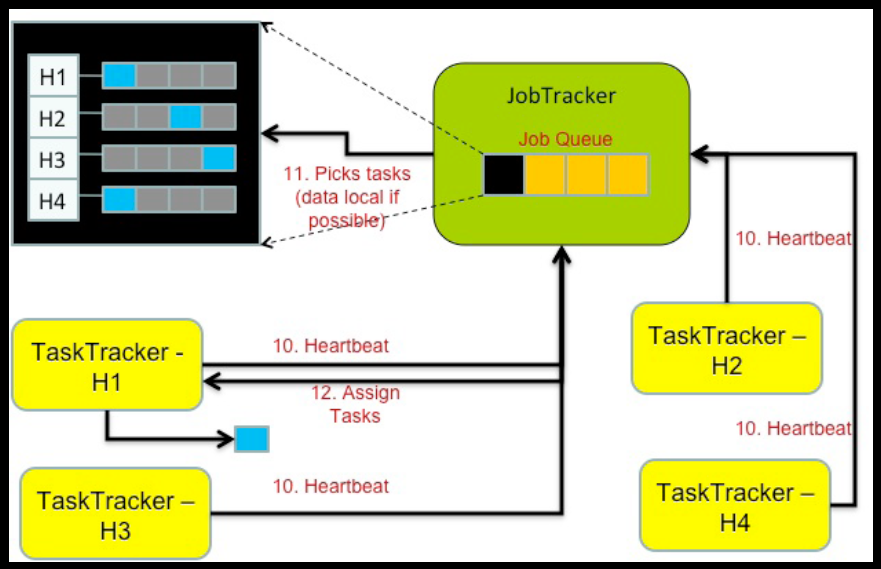 H1
H2
H3
H4
JobTracker
Job Queue
11. Picks tasks
(data local if
possible)
10. Heartbeat
TaskTracker -
H1
10. Heartbeat
12. Assign
Tasks
TaskTracker –
H2
10. Heartbeat
TaskTracker –
H3
10. Heartbeat
TaskTracker –
H4